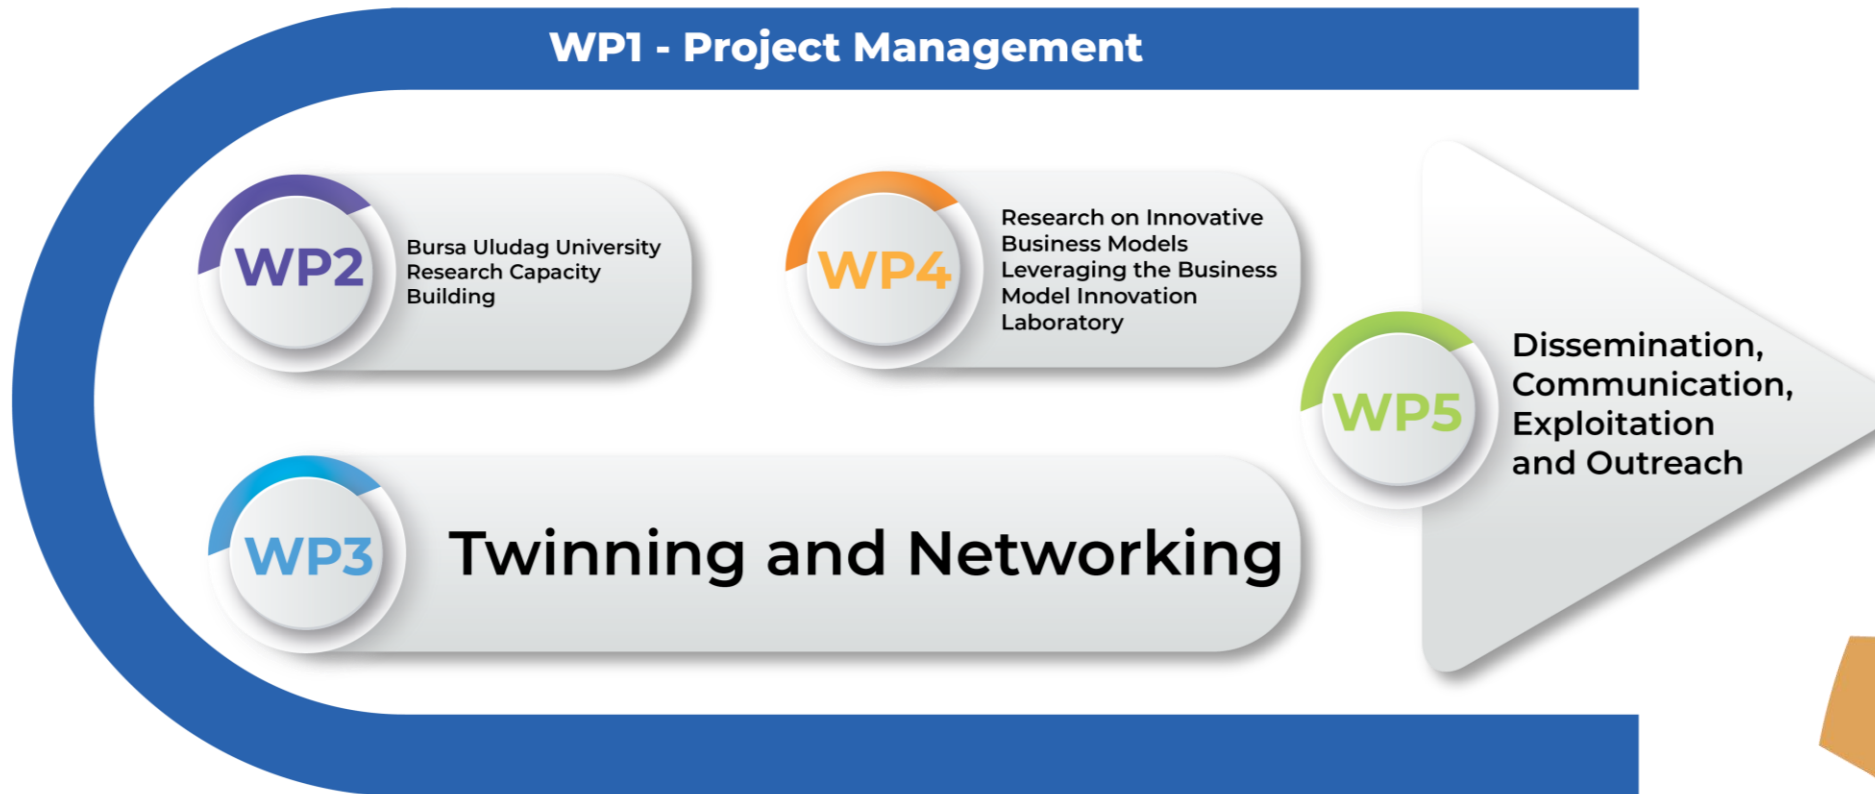 WP1 - Project Management
WP2
Bursa Uludag University
Research Capacity
Building
WP4
Research on Innovative
Business Models
Leveraging the Business
Model Innovation
Laboratory
WP5
Dissemination,
Communication,
Exploitation
and Outreach
WP3
Twinning and Networking